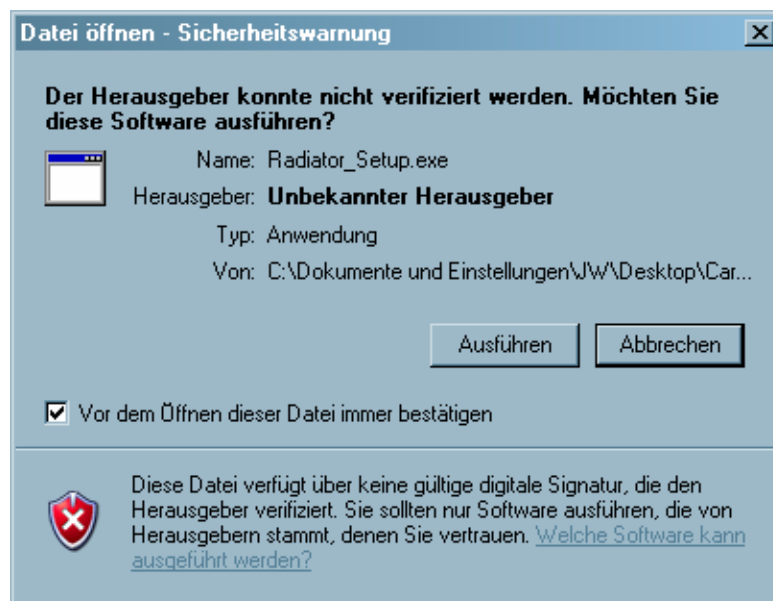 Datei öffnen - Sicherheitswarnung
Der Herausgeber konnte nicht verifiziert werden. Möchten Sie
diese Software ausführen?
Name: Radiator_Setup.exe
Herausgeber: Unbekannter Herausgeber
Typ: Anwendung
Von: C:\Dokumente und Einstellungen\JW\Desktop\Car...
Ausführen Abbrechen
Vor dem Öffnen dieser Datei immer bestätigen
Diese Datei verfügt über keine gültige digitale Signatur, die den
Herausgeber verifiziert. Sie sollten nur Software ausführen, die von
Herausgebern stammt, denen Sie vertrauen. Welche Software kann
ausgeführt werden?